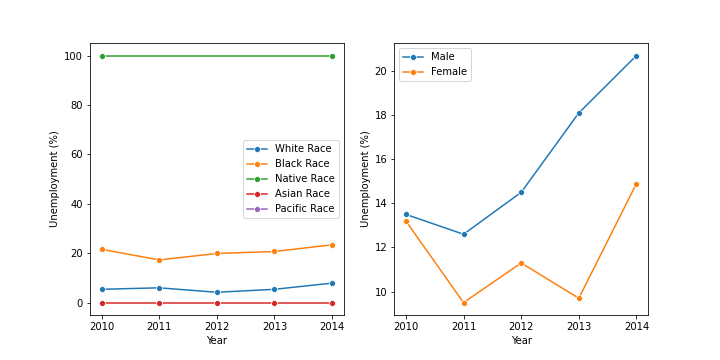 100
80
60
40
20
0
Unemployment (%)
2010 2011 2012 2013 2014
Year
White Race
Black Race
Native Race
Asian Race
Pacific Race
20
18
16
14
12
10
Unemployment (%)
2010 2011 2012 2013 2014
Year
Male
Female